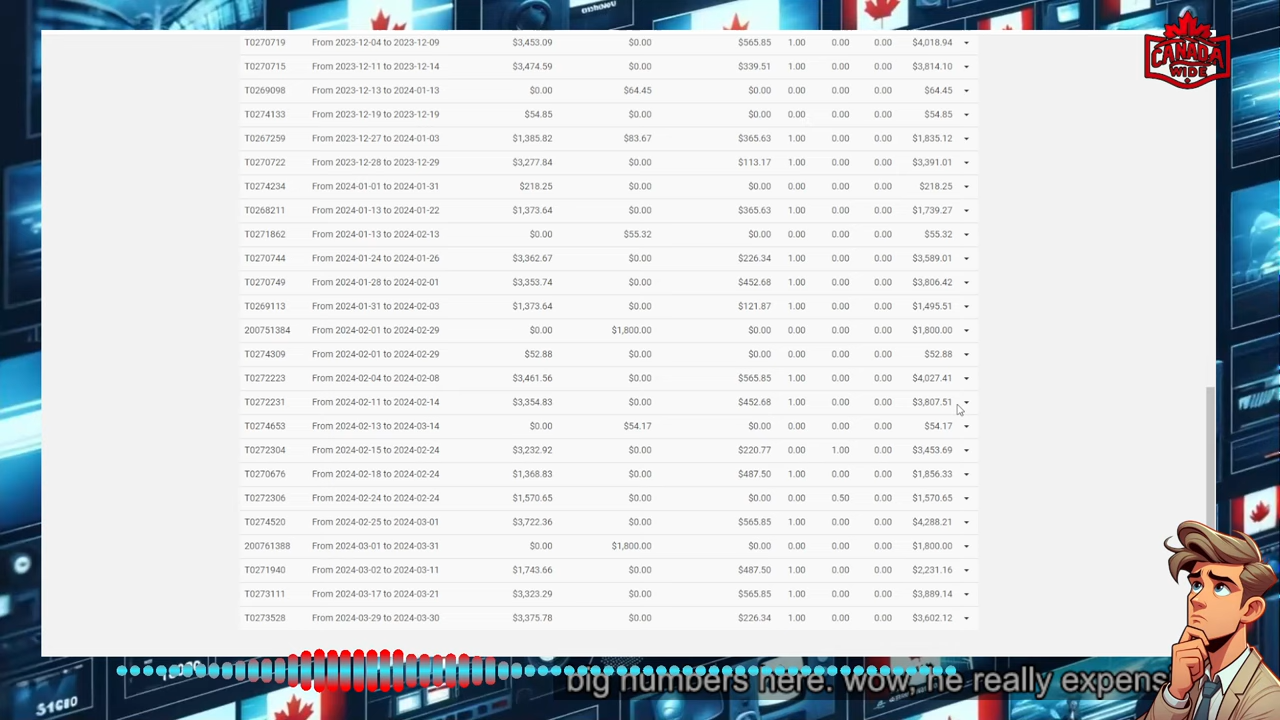 CANADA
WIDE
T0270719 From 2023-12-04 to 2023-12-09 $3,453.09 $0.00 $565.85 1.00 0.00 0.00 $4,018.94
T0270715 From 2023-12-11 to 2023-12-14 $3,474.59 $0.00 $339.51 1.00 0.00 0.00 $3,814.10
T0269098 From 2023-12-13 to 2024-01-13 $0.00 $64.45 $0.00 0.00 0.00 0.00 $64.45
T0274133 From 2023-12-19 to 2023-12-19 $54.85 $0.00 $0.00 0.00 0.00 0.00 $54.85
T0267259 From 2023-12-27 to 2024-01-03 $1,385.82 $83.67 $365.63 1.00 0.00 0.00 $1,835.12
T0270722 From 2023-12-28 to 2023-12-29 $3,277.84 $0.00 $113.17 1.00 0.00 0.00 $3,391.01
T0274234 From 2024-01-01 to 2024-01-31 $218.25 $0.00 $0.00 0.00 0.00 0.00 $218.25
T0268211 From 2024-01-13 to 2024-01-22 $1,373.64 $0.00 $365.63 1.00 0.00 0.00 $1,739.27
T0271862 From 2024-01-13 to 2024-02-13 $0.00 $55.32 $0.00 0.00 0.00 0.00 $55.32
T0270744 From 2024-01-24 to 2024-01-26 $3,362.67 $0.00 $226.34 1.00 0.00 0.00 $3,589.01
T0270749 From 2024-01-28 to 2024-02-01 $3,353.74 $0.00 $452.68 1.00 0.00 0.00 $3,806.42
T0269113 From 2024-01-31 to 2024-02-03 $1,373.64 $0.00 $121.87 1.00 0.00 0.00 $1,495.51
200751384 From 2024-02-01 to 2024-02-29 $0.00 $1,800.00 $0.00 0.00 0.00 0.00 $1,800.00
T0274309 From 2024-02-01 to 2024-02-29 $52.88 $0.00 $0.00 0.00 0.00 0.00 $52.88
T0272223 From 2024-02-04 to 2024-02-08 $3,461.56 $0.00 $565.85 1.00 0.00 0.00 $4,027.41
T0272231 From 2024-02-11 to 2024-02-14 $3,354.83 $0.00 $452.68 1.00 0.00 0.00 $3,807.51
T0274653 From 2024-02-13 to 2024-03-14 $0.00 $54.17 $0.00 0.00 0.00 0.00 $54.17
T0272304 From 2024-02-15 to 2024-02-24 $3,232.92 $0.00 $220.77 0.00 1.00 0.00 $3,453.69
T0270676 From 2024-02-18 to 2024-02-24 $1,368.83 $0.00 $487.50 1.00 0.00 0.00 $1,856.33
T0272306 From 2024-02-24 to 2024-02-24 $1,570.65 $0.00 $0.00 0.00 0.50 0.00 $1,570.65
T0274520 From 2024-02-25 to 2024-03-01 $3,722.36 $0.00 $565.85 1.00 0.00 0.00 $4,288.21
200761388 From 2024-03-01 to 2024-03-31 $0.00 $1,800.00 $0.00 0.00 0.00 0.00 $1,800.00
T0271940 From 2024-03-02 to 2024-03-11 $1,743.66 $0.00 $487.50 1.00 0.00 0.00 $2,231.16
T0273111 From 2024-03-17 to 2024-03-21 $3,323.29 $0.00 $565.85 1.00 0.00 0.00 $3,889.14
T0273528 From 2024-03-29 to 2024-03-30 $3,375.78 $0.00 $226.34 1.00 0.00 0.00 $3,602.12
big numbers here. wow, he really expens